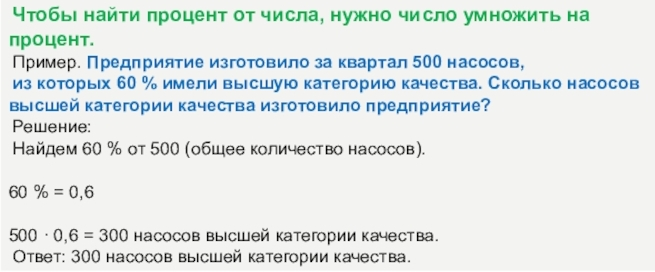 Чтобы найти процент от числа, нужно число умножить на
процент.
Пример. Предприятие изготовило за квартал 500 насосов,
из которых 60 % имели высшую категорию качества. Сколько насосов
высшей категории качества изготовило предприятие?
Решение:
Найдем 60 % от 500 (общее количество насосов).
60 % = 0,6
500 · 0,6 = 300 насосов высшей категории качества.
Ответ: 300 насосов высшей категории качества.